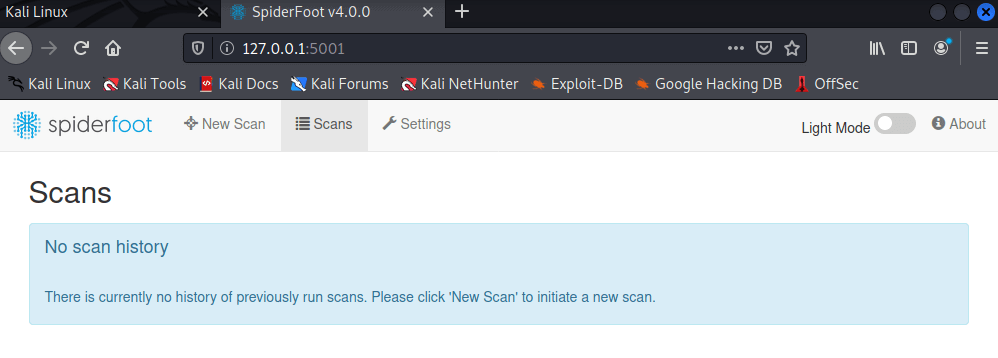 Kali Linux SpiderFoot v4.0.0
127.0.0.1:5001
Kali Linux Kali Tools Kali Docs Kali Forums Kali NetHunter Exploit-DB Google Hacking DB OffSec
spiderfoot New Scan Scans Settings Light Mode About
Scans
No scan history
There is currently no history of previously run scans. Please click 'New Scan' to initiate a new scan.